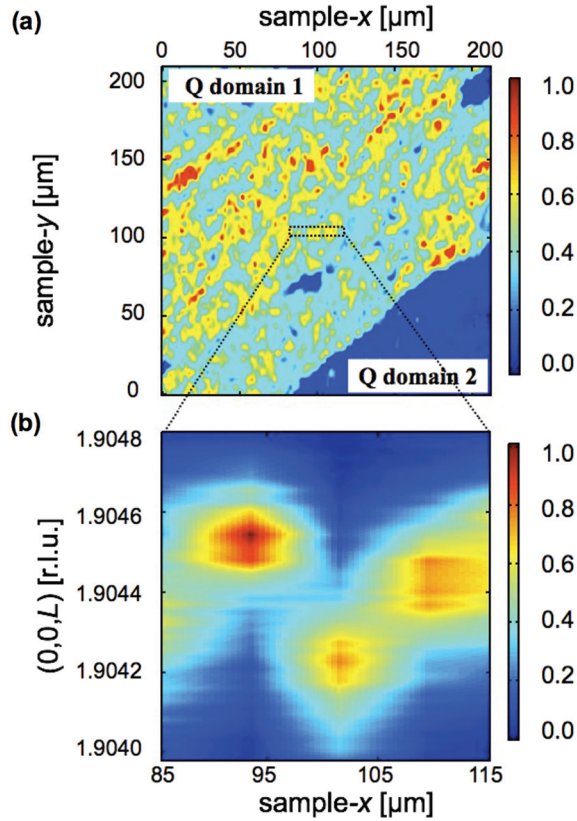 (a)
sample-x [µm]
0 50 100 150 200
Q domain 1
200
150
100
50
0
sample-y [µm]
Q domain 2
1.0
0.8
0.6
0.4
0.2
0.0
(b)
1.9048
1.9046
1.9044
1.9042
1.9040
(0,0,L) [r.l.u.]
85 95 105 115
sample-x [µm]
1.0
0.8
0.6
0.4
0.2
0.0